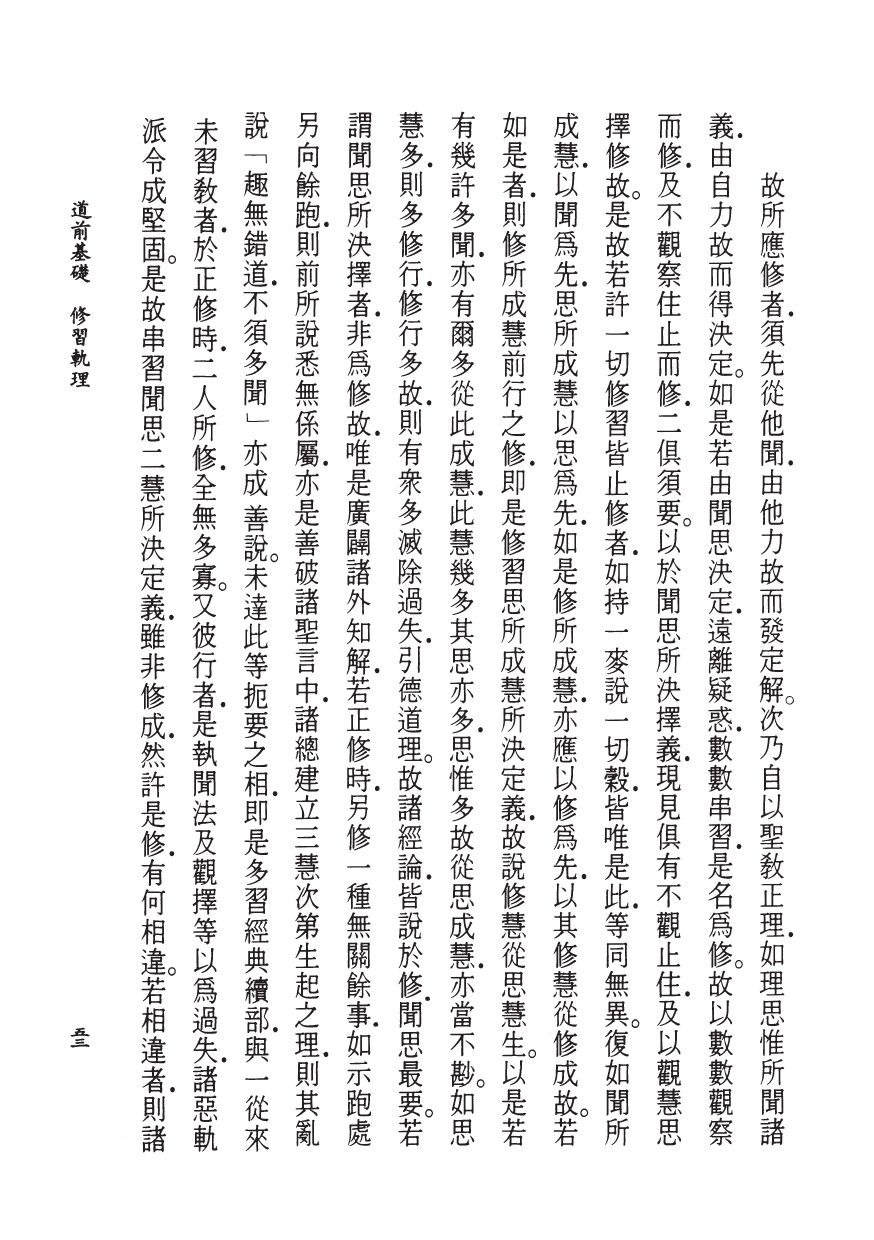 故所應修者．須先從他聞．由他力故而發定解。次乃自以聖教正理．如理思惟所聞諸
義．由自力故而得決定。如是若由聞思決定．遠離疑惑．數數串習．是名爲修。故以數數觀察
而修．及不觀察住止而修．二俱須要。以於聞思所決擇義．現見俱有不觀止住．及以觀慧思
擇修故。是故若許一切修習皆止修者．如持一麥說一切穀．皆唯是此．等同無異。復如聞所
成慧．以聞爲先．思所成慧以思爲先．如是修所成慧．亦應以修爲先．以其修慧從修成故。若
如是者．則修所成慧前行之修．即是修習思所成慧所決定義．故說修慧從思慧生。以是若
有幾許多聞．亦有爾多從此成慧．此慧幾多其思亦多．思惟多故從思成慧．亦當不尠。如思
慧多．則多修行．修行多故．則有衆多滅除過失．引德道理。故諸經論．皆說於修．聞思最要。若
謂聞思所決擇者．非爲修故．唯是廣闢諸外知解．若正修時．另修一種無關餘事．如示跑處
另向餘跑．則前所說悉無係屬．亦是善破諸聖言中．諸總建立三慧次第生起之理．則其亂
說「趣無錯道．不須多聞」亦成善說。未達此等扼要之相．即是多習經典續部．與一從來
未習敎者．於正修時．二人所修．全無多寡。又彼行者．是執聞法及觀擇等以爲過失．諸惡軌
派令成堅固。是故串習聞思二慧所決定義．雖非修成．然許是修．有何相違。若相違者．則諸
道前基礎　修習軌理
五三